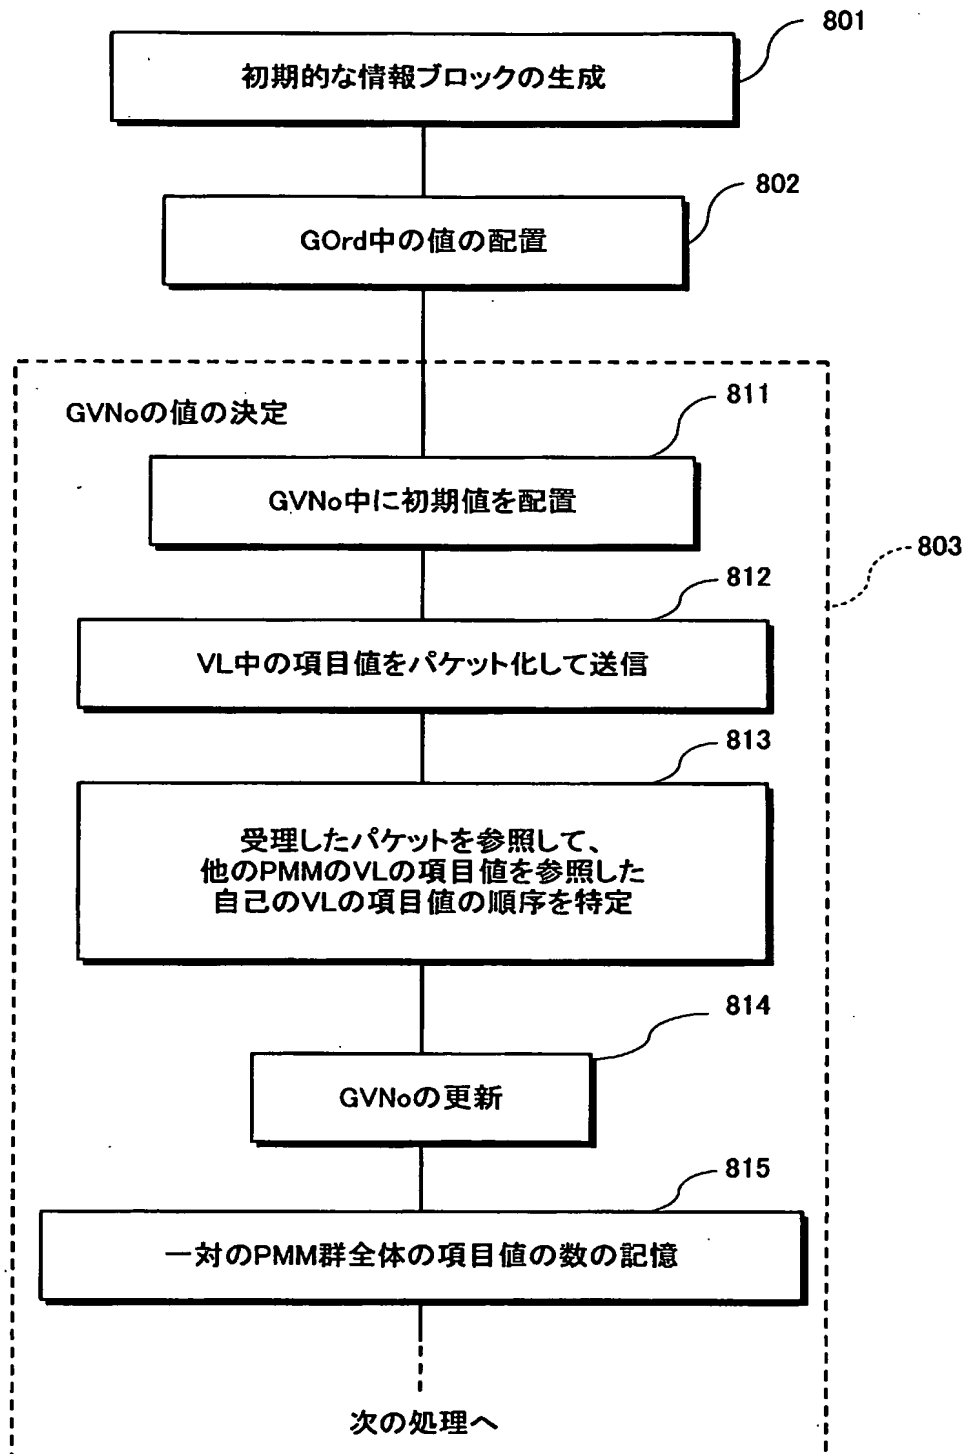 801
初期的な情報ブロックの生成
802
GOrd中の値の配置
GVNoの値の決定
811
GVNo中に初期値を配置
803
812
VL中の項目値をパケット化して送信
813
受理したパケットを参照して、
他のPMMのVLの項目値を参照した
自己のVLの項目値の順序を特定
814
GVNoの更新
815
一対のPMM群全体の項目値の数の記憶
次の処理へ